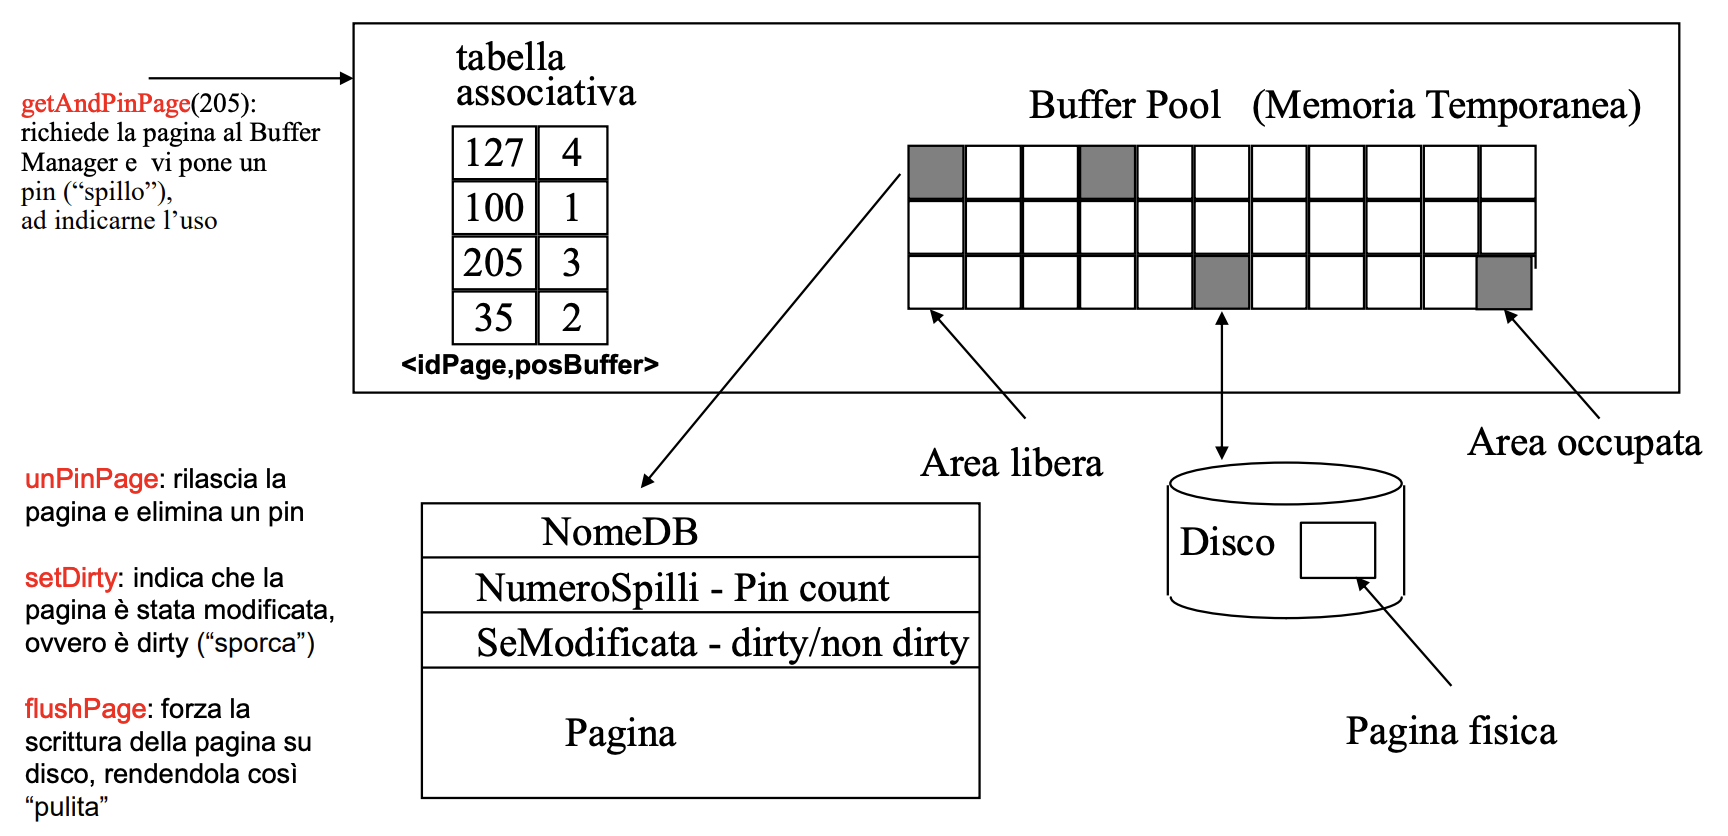 getAndPinPage(205):
richiede la pagina al Buffer
Manager e vi pone un
pin (“spillo”),
ad indicarne l’uso
tabella
associativa
127 4
100 1
205 3
35 2
<idPage,posBuffer>
Buffer Pool (Memoria Temporanea)
Area libera
Area occupata
unPinPage: rilascia la
pagina e elimina un pin
setDirty: indica che la
pagina è stata modificata,
ovvero è dirty (“sporca”)
flushPage: forza la
scrittura della pagina su
disco, rendendola così
“pulita”
NomeDB
NumeroSpilli - Pin count
SeModificata - dirty/non dirty
Pagina
Disco
Pagina fisica